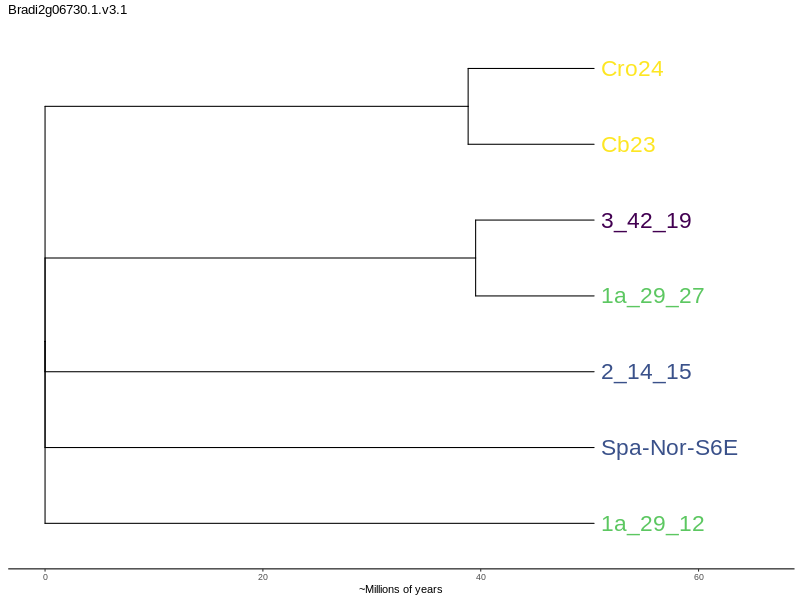 Bradi2g06730.1.v3.1
Cro24
Cb23
3_42_19
1a_29_27
2_14_15
Spa-Nor-S6E
1a_29_12
0 20 40 60
~Millions of years